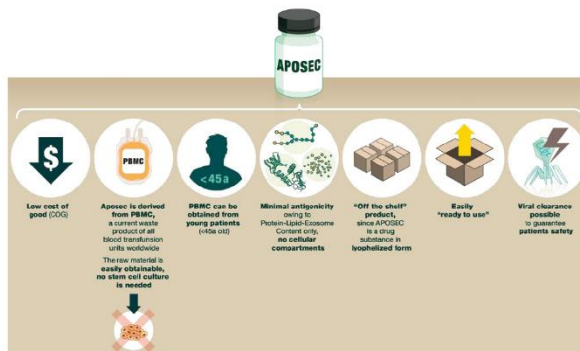 APOSEC
$
PBMC
<45a
Low cost of
good (COG)
Aposec is derived
from PBMC,
a current waste
product of all
blood transfunsion
units worldwide
The raw material is
easily obtainable,
no stem cell culture
is needed
PBMC can be
obtained from
young patients
(<45a old)
Minimal antigenicity
owing to
Protein-Lipid-Exosome
Content only,
no cellular
compartments
"Off the shelf"
product,
since APOSEC
is a drug
substance in
lyophelized form
Easily
"ready to use"
Viral clearance
possible
to guarantee
patients safety